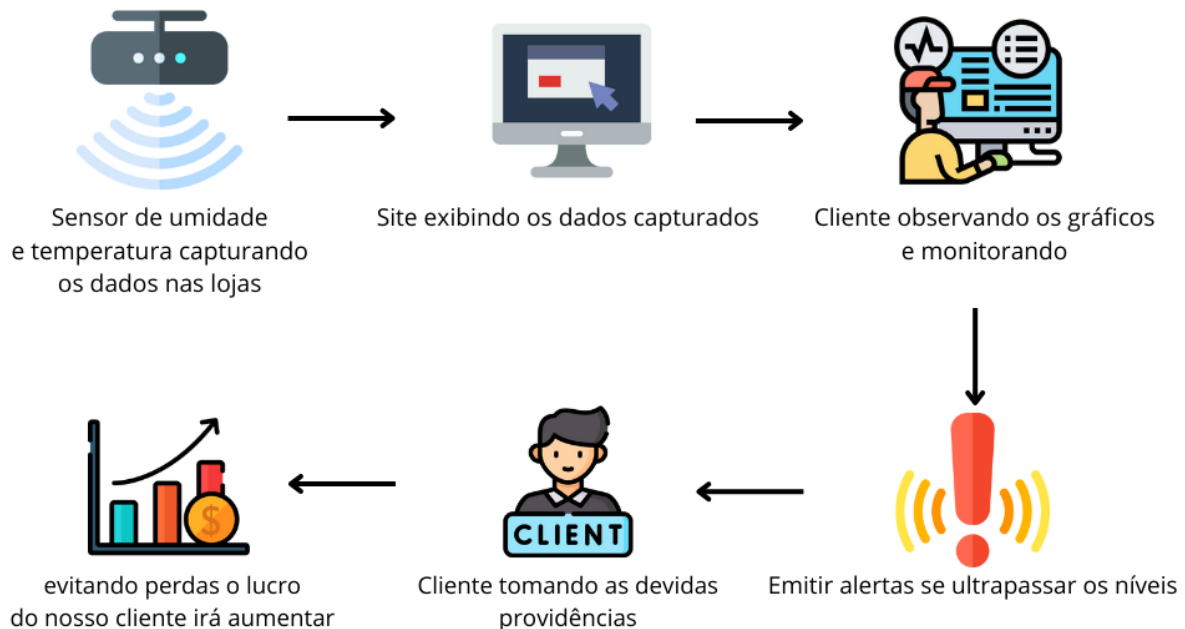 Sensor de umidade
e temperatura capturando
os dados nas lojas
Site exibindo os dados capturados
Cliente observando os gráficos
e monitorando
evitando perdas o lucro
do nosso cliente irá aumentar
$
CLIENT
Cliente tomando as devidas
providências
Emitir alertas se ultrapassar os níveis